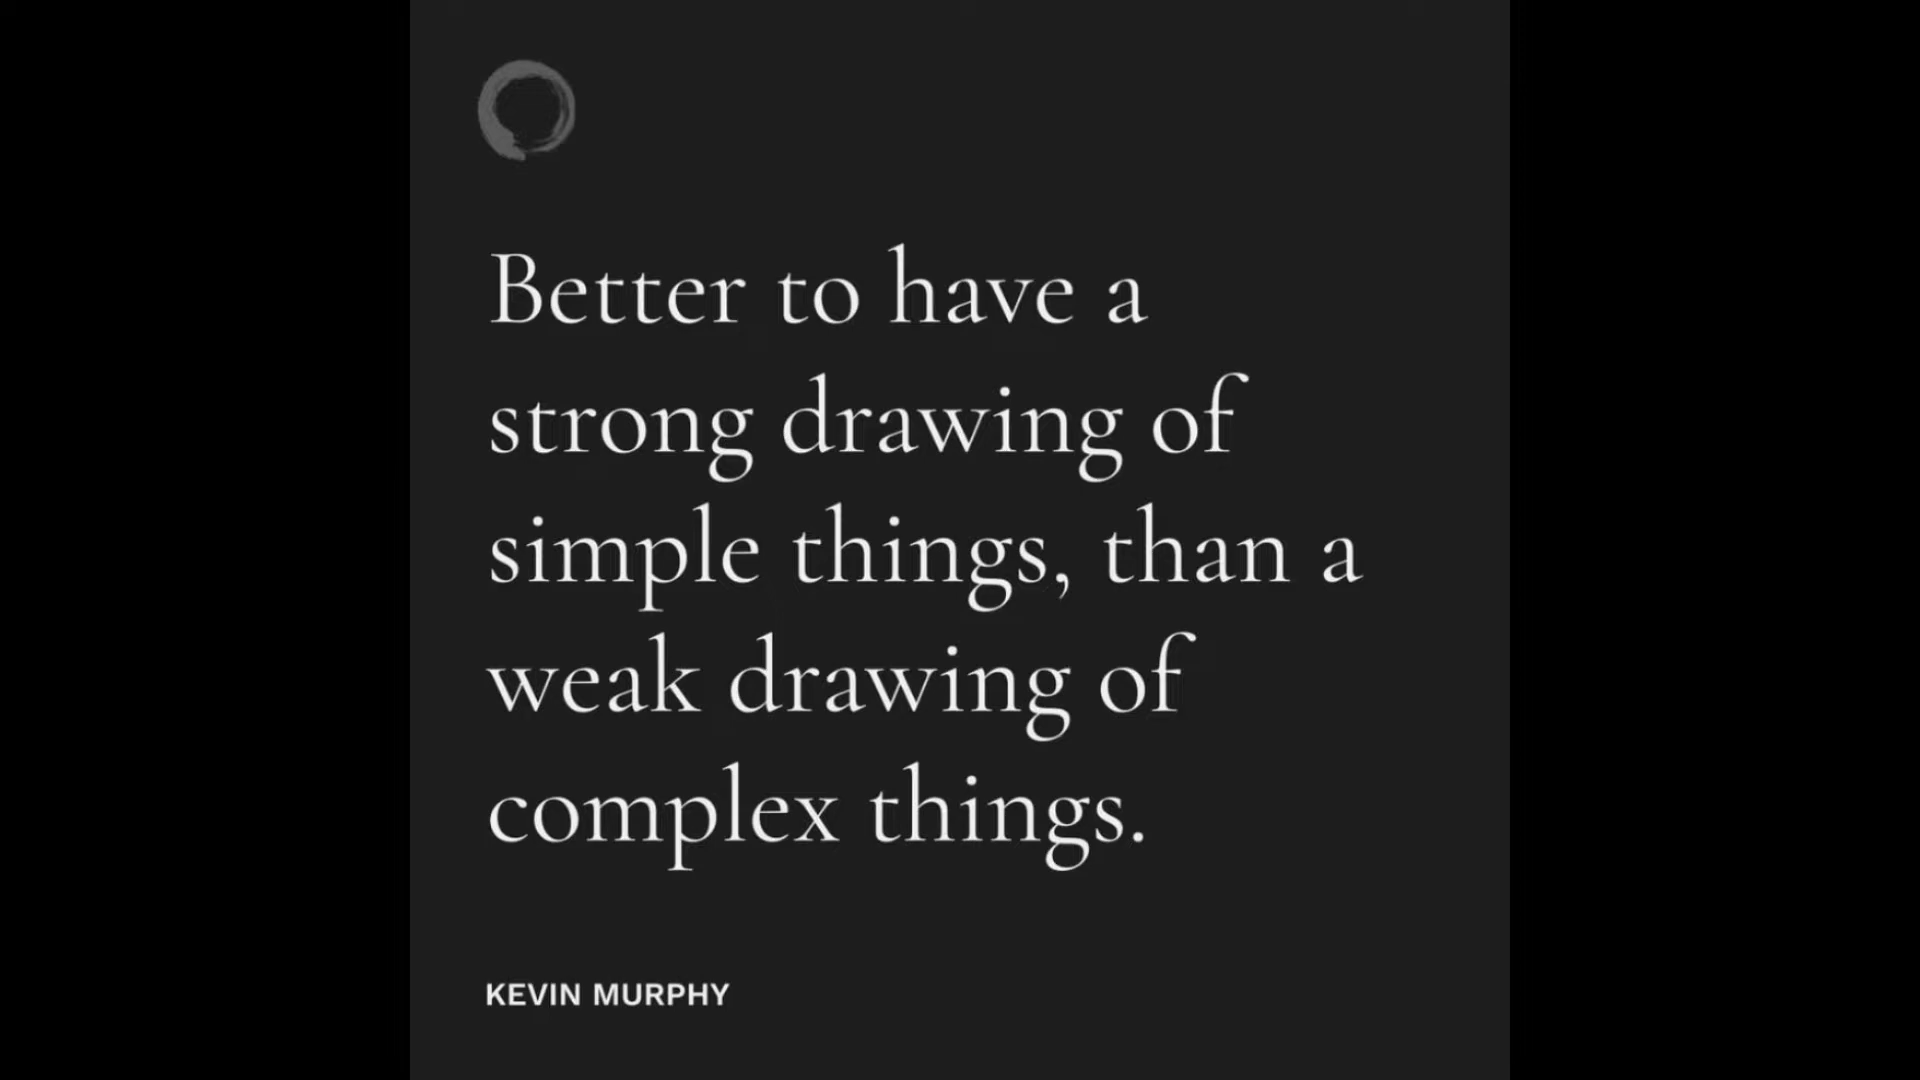 Better to have a
strong drawing of
simple things, than a
weak drawing of
complex things.
KEVIN MURPHY